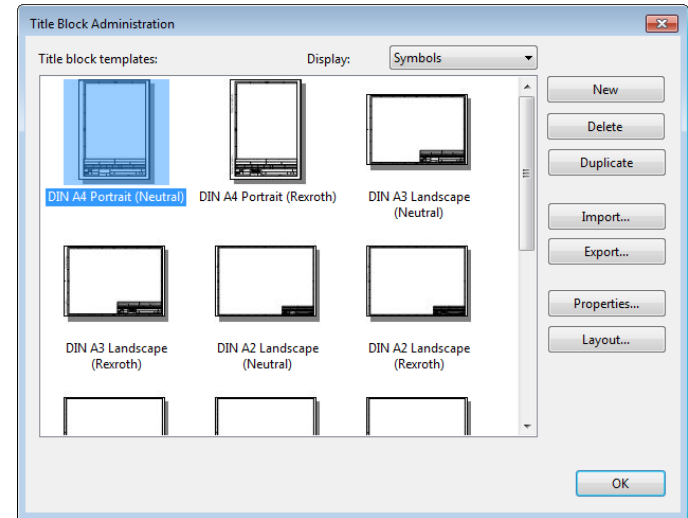 Title Block Administration
Title block templates:
Display:
Symbols
DIN A4 Portrait (Neutral)
DIN A4 Portrait (Rexroth)
DIN A3 Landscape
(Neutral)
DIN A3 Landscape
(Rexroth)
DIN A2 Landscape
(Neutral)
DIN A2 Landscape
(Rexroth)
New
Delete
Duplicate
Import...
Export...
Properties...
Layout...
OK